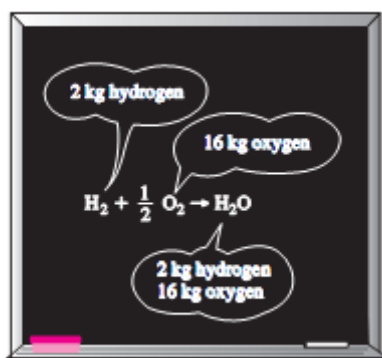 2 kg hydrogen
16 kg oxygen
H₂ + 1/2 O₂ → H₂O
2 kg hydrogen
16 kg oxygen